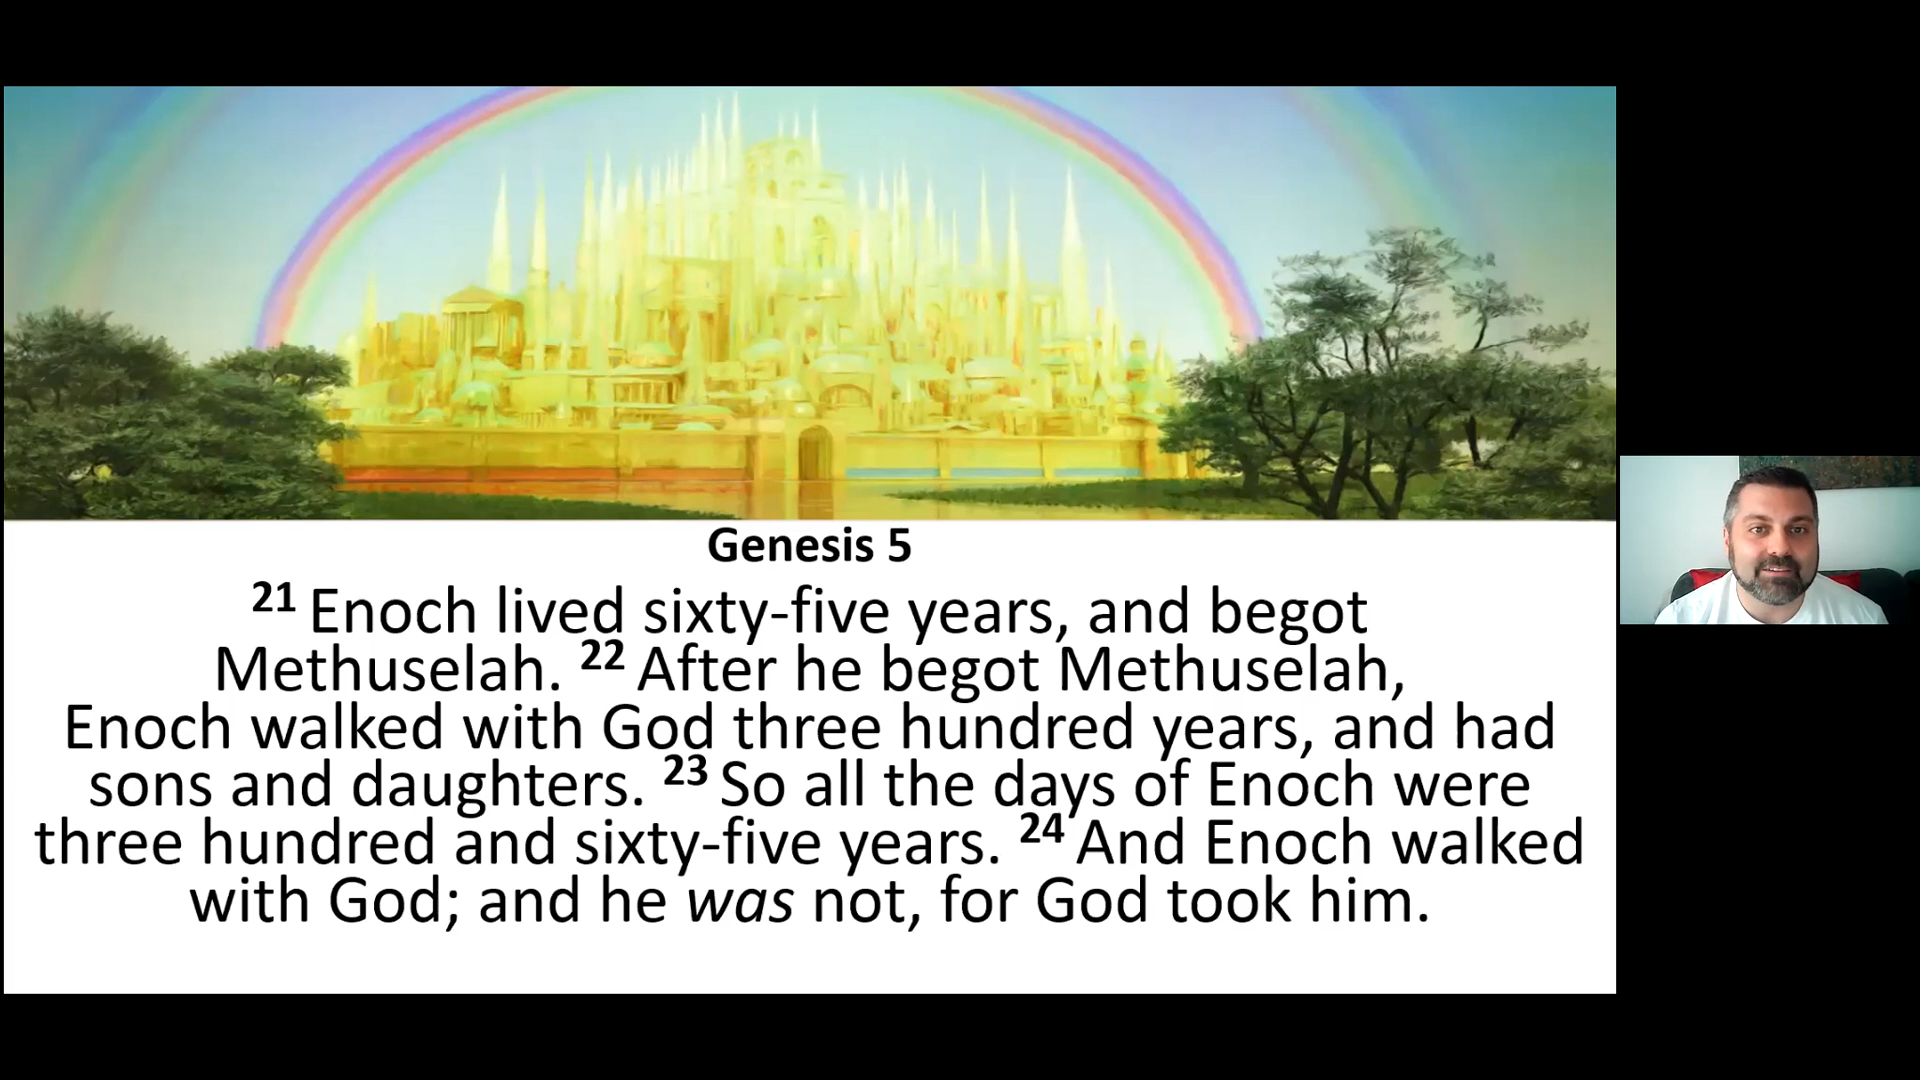 Genesis 5
21 Enoch lived sixty-five years, and begot
Methuselah. 22 After he begot Methuselah,
Enoch walked with God three hundred years, and had
sons and daughters. 23 So all the days of Enoch were
three hundred and sixty-five years. 24 And Enoch walked
with God; and he was not, for God took him.